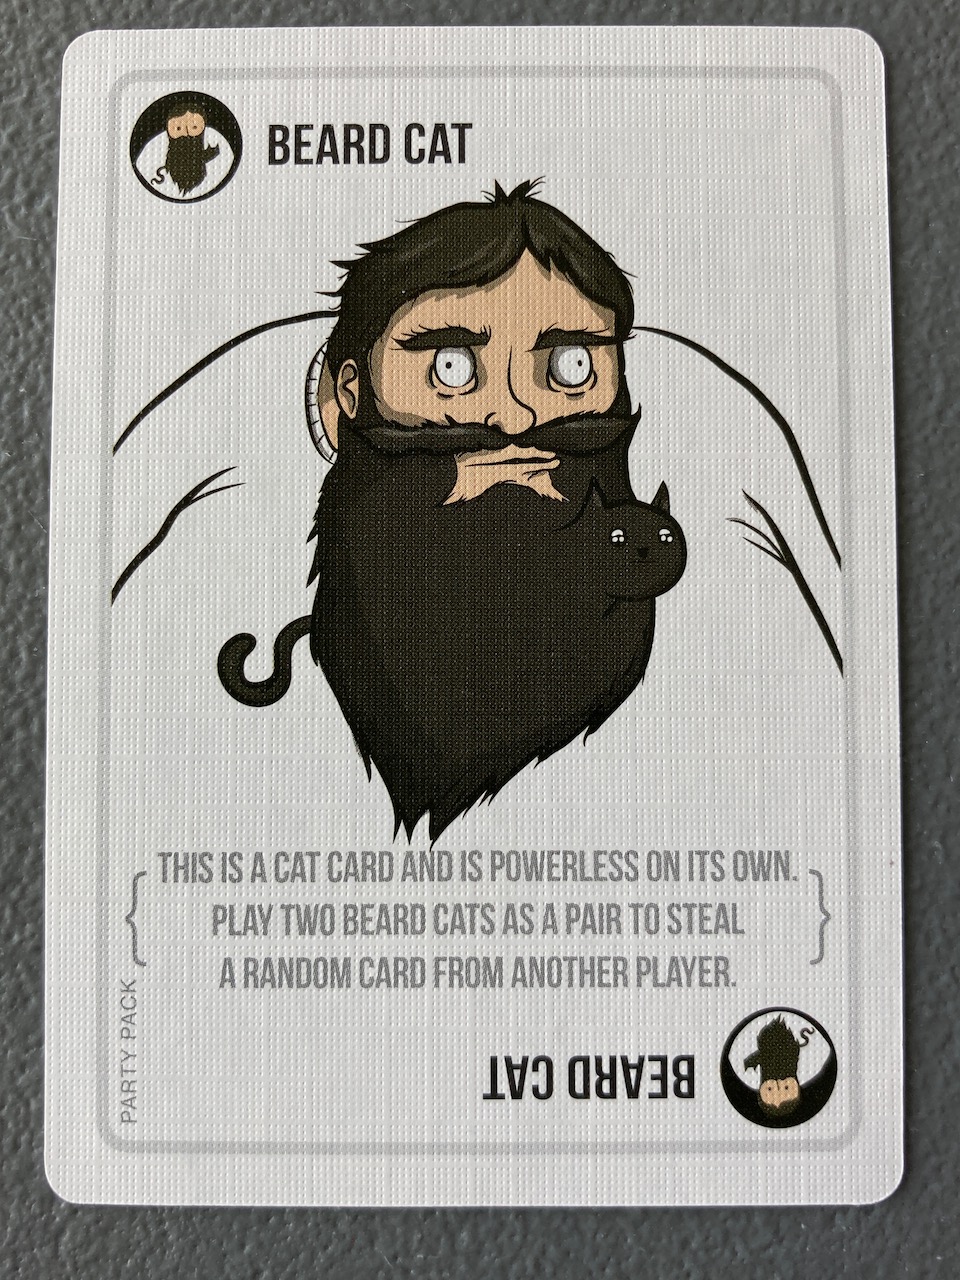 BEARD CAT
THIS IS A CAT CARD AND IS POWERLESS ON ITS OWN.
PLAY TWO BEARD CATS AS A PAIR TO STEAL
A RANDOM CARD FROM ANOTHER PLAYER.
PARTY PACK
BEARD CAT